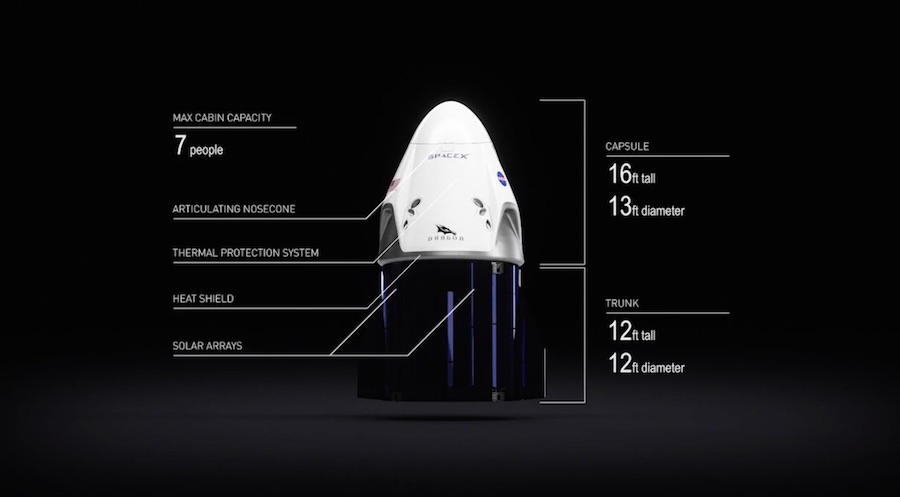 MAX CABIN CAPACITY
7 people
ARTICULATING NOSECONE
THERMAL PROTECTION SYSTEM
HEAT SHIELD
SOLAR ARRAYS
SPACEX
DRAGON
CAPSULE
16ft tall
13ft diameter
TRUNK
12ft tall
12ft diameter